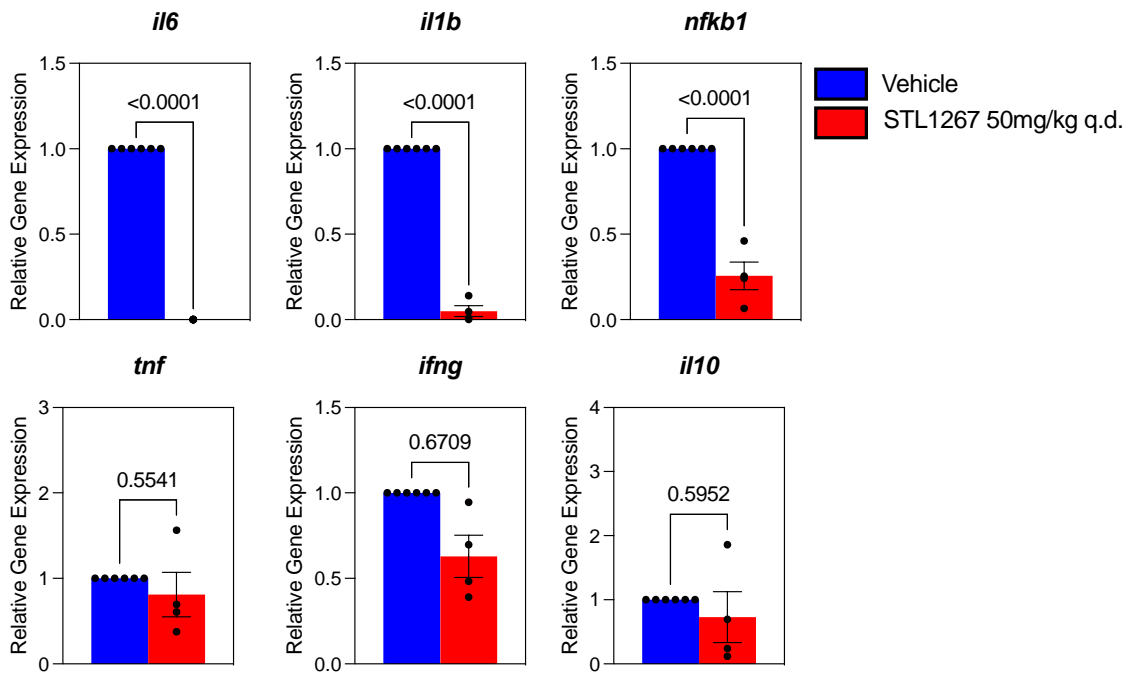 il6
il1b
nfkb1
1.5
1.0
0.5
0.0
Relative Gene Expression
<0.0001
1.5
1.0
0.5
0.0
Relative Gene Expression
<0.0001
1.5
1.0
0.5
0.0
Relative Gene Expression
<0.0001
Vehicle
STL1267 50mg/kg q.d.
tnf
ifng
il10
3
2
1
0
Relative Gene Expression
0.5541
1.5
1.0
0.5
0.0
Relative Gene Expression
0.6709
4
3
2
1
0
Relative Gene Expression
0.5952